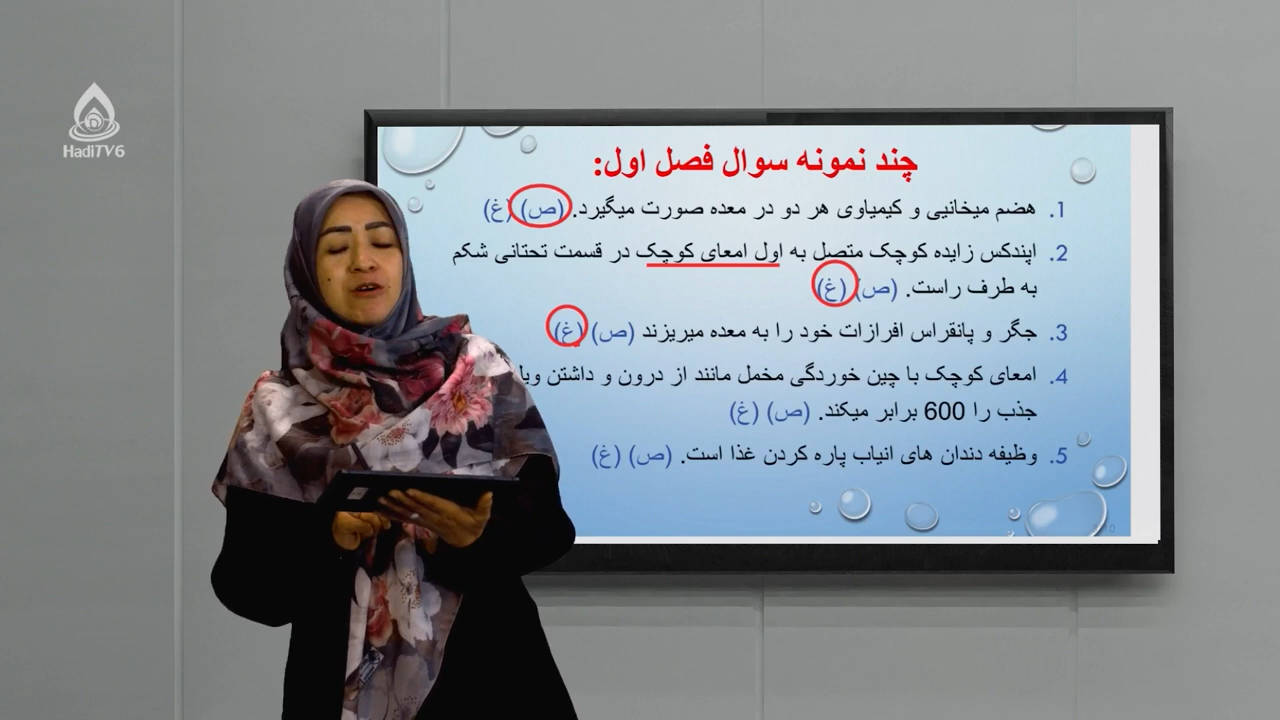 HadiTV6
چند نمونه سوال فصل اول:
1. هضم میخانیی و کیمیاوی هر دو در معده صورت میگیرد. (ص) (غ)
2. اپندکس زایده کوچک متصل به اول امعای کوچک در قسمت تحتانی شکم
به طرف راست. (ص) (غ)
3. جگر و پانقراس افرازات خود را به معده میریزند (ص) (غ)
4. امعای کوچک با چین خوردگی مخمل مانند از درون و داشتن
جذب را 600 برابر میکند. (ص) (غ)
5. وظیفه دندان های انیاب پاره کردن غذا است. (ص) (غ)